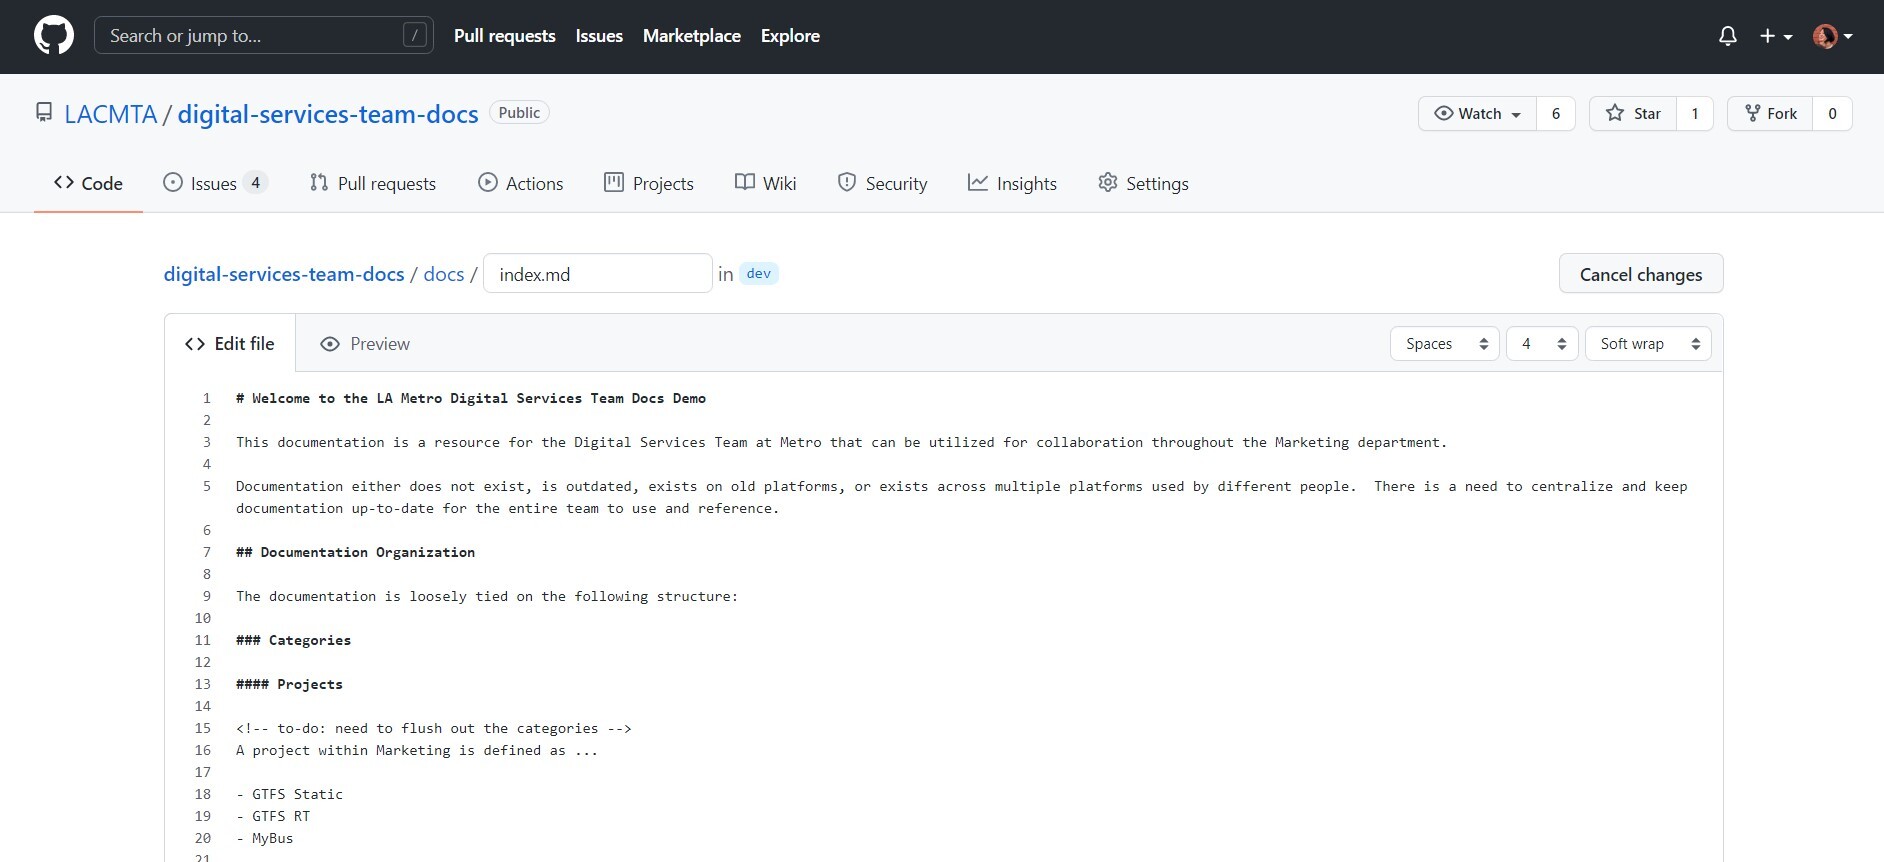 Search or jump to... /
Pull requests Issues Marketplace Explore
LACMTA / digital-services-team-docs Public
Watch 6 Star 1 Fork 0
Code Issues 4 Pull requests Actions Projects Wiki Security Insights Settings
digital-services-team-docs / docs / index.md in dev Cancel changes
Edit file Preview Spaces 4 Soft wrap
1 # Welcome to the LA Metro Digital Services Team Docs Demo
2
3 This documentation is a resource for the Digital Services Team at Metro that can be utilized for collaboration throughout the Marketing department.
4
5 Documentation either does not exist, is outdated, exists on old platforms, or exists across multiple platforms used by different people.  There is a need to centralize and keep
documentation up-to-date for the entire team to use and reference.
6
7 ## Documentation Organization
8
9 The documentation is loosely tied on the following structure:
10
11 ### Categories
12
13 #### Projects
14
15 <!-- to-do: need to flush out the categories -->
16 A project within Marketing is defined as ...
17
18 - GTFS Static
19 - GTFS RT
20 - MyBus
21